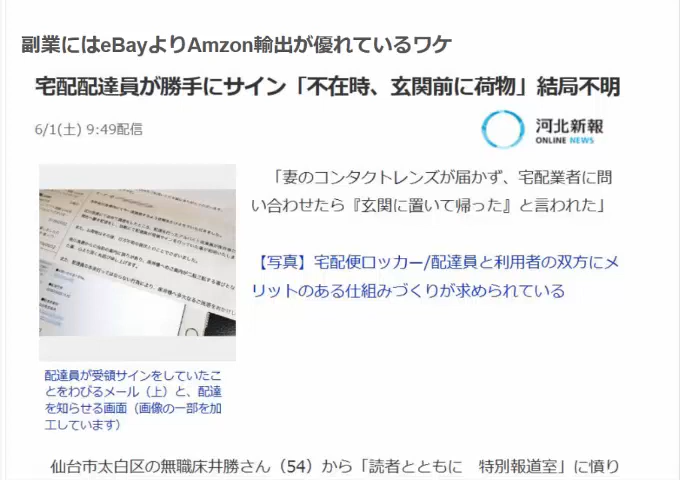 副業にはeBayよりAmzon輸出が優れているワケ
宅配配達員が勝手にサイン「不在時、玄関前に荷物」結局不明
6/1(土) 9:49配信
河北新報
ONLINE NEWS
「妻のコンタクトレンズが届かず、宅配業者に問
い合わせたら『玄関に置いて帰った』と言われた」
【写真】宅配便ロッカー/配達員と利用者の双方にメ
リットのある仕組みづくりが求められている
配達員が受領サインをしていたこ
とをわびるメール（上）と、配達
を知らせる画面（画像の一部を加
工しています）
仙台市太白区の無職床井勝さん（54）から「読者とともに　特別報道室」に憤り